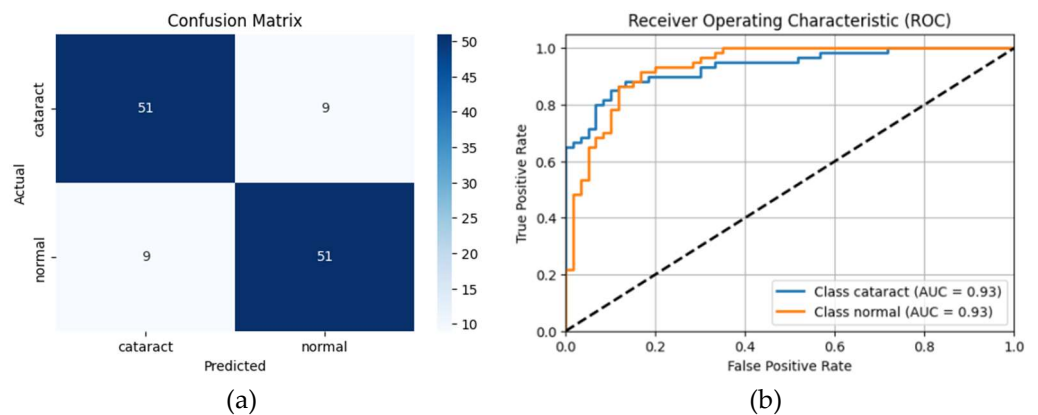 Confusion Matrix
cataract
normal
Actual
51
9
9
51
cataract
normal
Predicted
50
45
40
35
30
25
20
15
10
(a)
Receiver Operating Characteristic (ROC)
True Positive Rate
1.0
0.8
0.6
0.4
0.2
0.0
0.0
0.2
0.4
0.6
0.8
1.0
False Positive Rate
Class cataract (AUC = 0.93)
Class normal (AUC = 0.93)
(b)